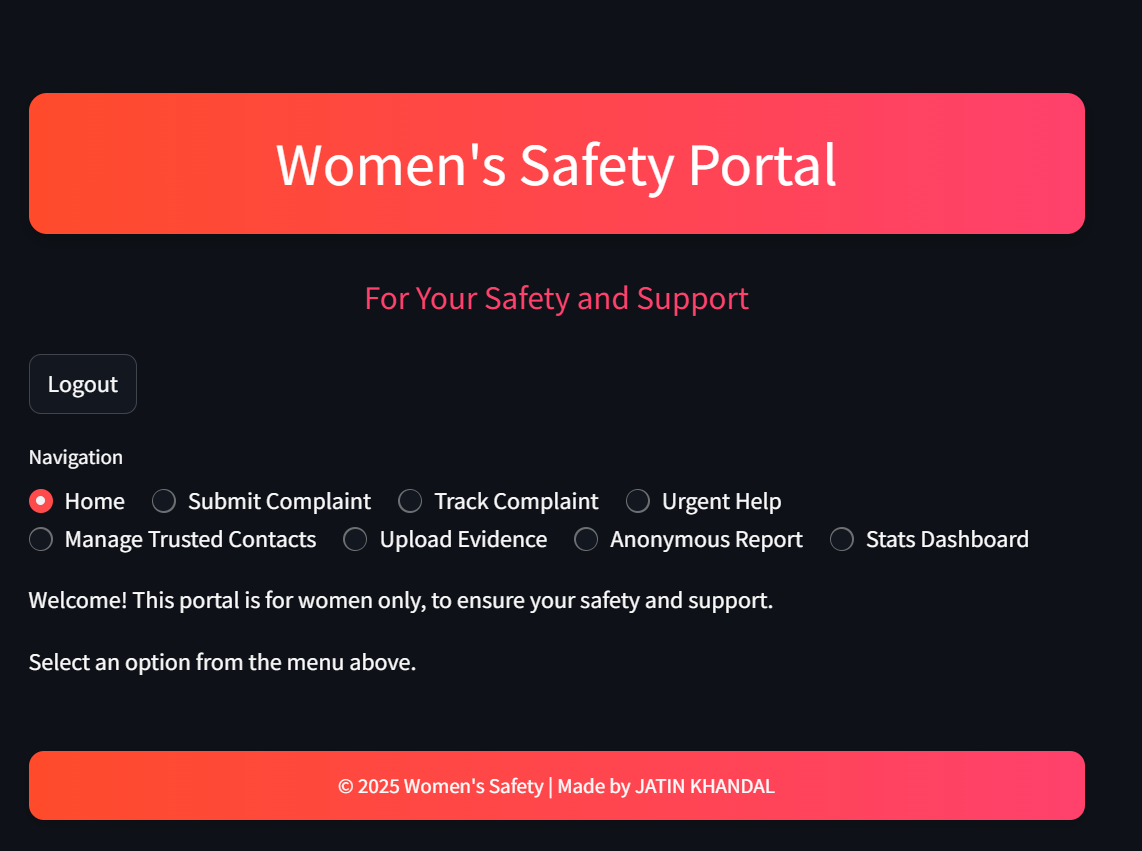 Women's Safety Portal
For Your Safety and Support
Logout
Navigation
Home Submit Complaint Track Complaint Urgent Help
Manage Trusted Contacts Upload Evidence Anonymous Report Stats Dashboard
Welcome! This portal is for women only, to ensure your safety and support.
Select an option from the menu above.
© 2025 Women's Safety | Made by JATIN KHANDAL